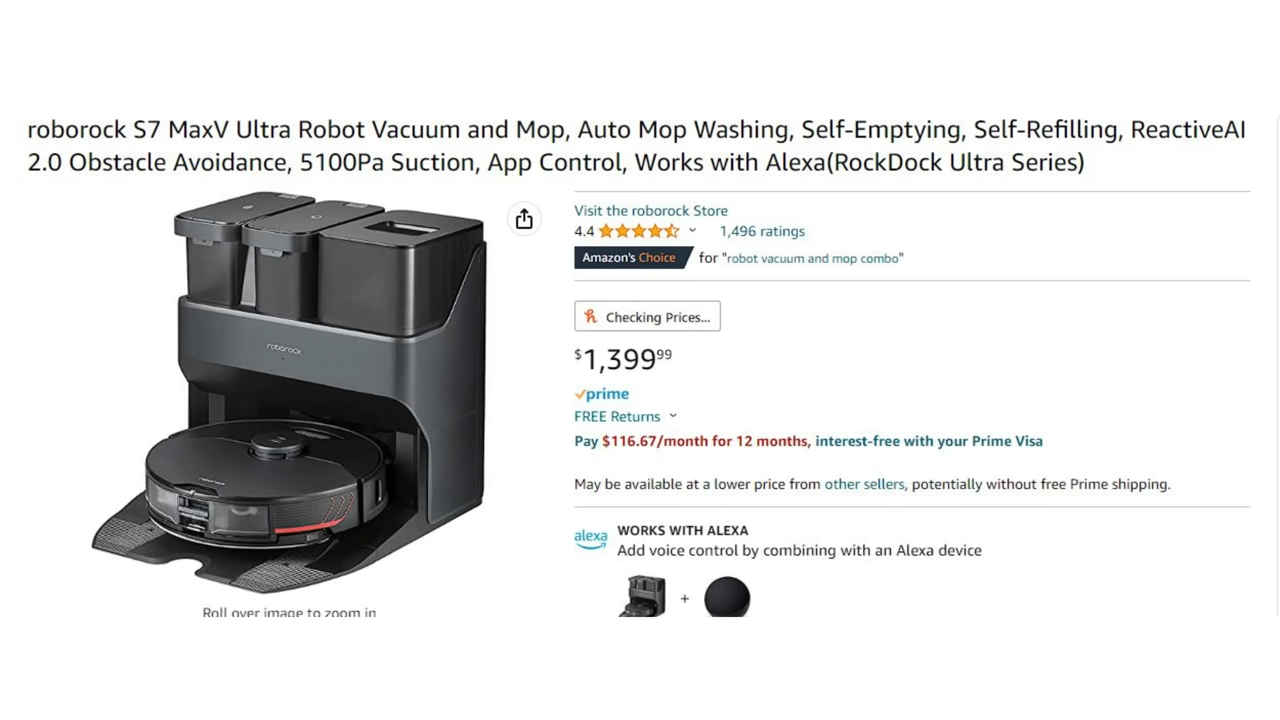 roborock S7 MaxV Ultra Robot Vacuum and Mop, Auto Mop Washing, Self-Emptying, Self-Refilling, ReactiveAI
2.0 Obstacle Avoidance, 5100Pa Suction, App Control, Works with Alexa(RockDock Ultra Series)
Visit the roborock Store
4.4 1,496 ratings
Amazon's Choice for "robot vacuum and mop combo"
Checking Prices...
$1,399.99
prime
FREE Returns
Pay $116.67/month for 12 months, interest-free with your Prime Visa
May be available at a lower price from other sellers, potentially without free Prime shipping.
alexa WORKS WITH ALEXA
Add voice control by combining with an Alexa device
+
roborock
roborock
Roll over image to zoom in